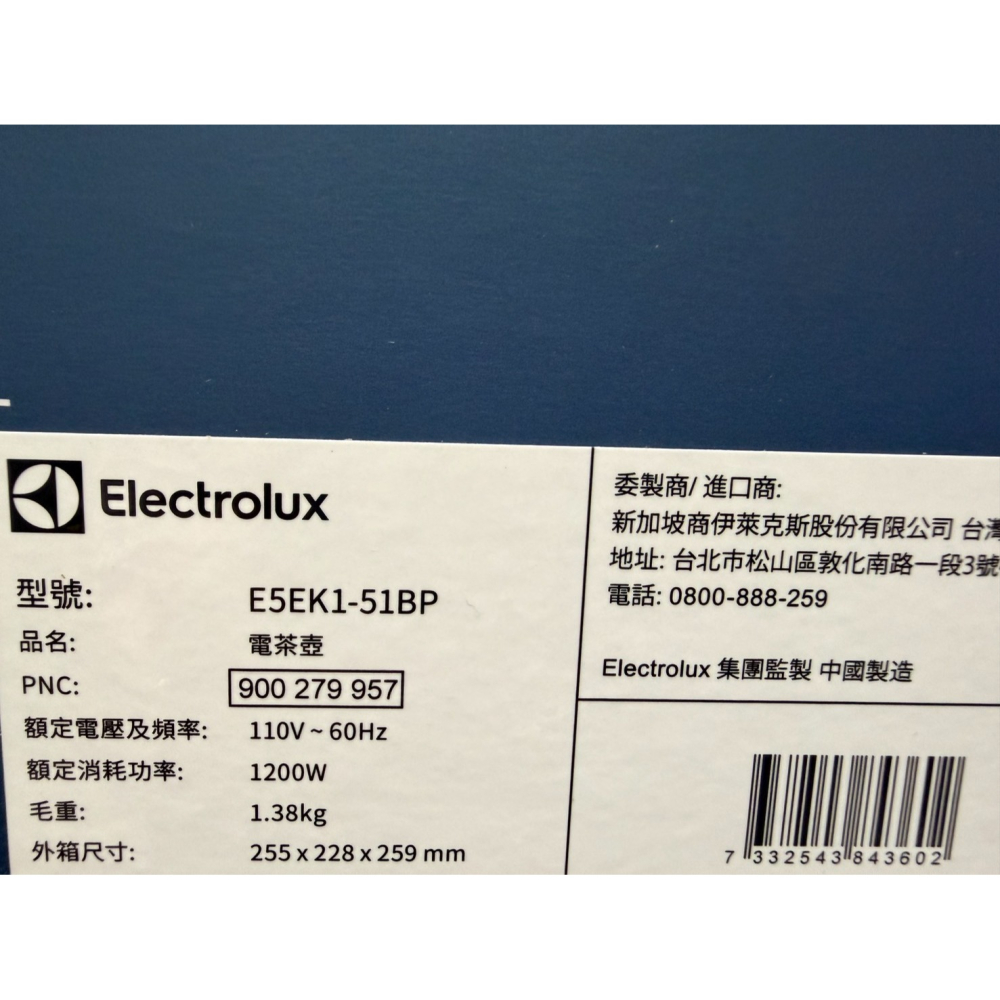 Electrolux
型號: E5EK1-51BP
品名: 電茶壺
PNC: 900 279 957
額定電壓及頻率: 110V ~ 60Hz
額定消耗功率: 1200W
毛重: 1.38kg
外箱尺寸: 255 x 228 x 259 mm
委製商/ 進口商:
新加坡商伊萊克斯股份有限公司 台灣
地址: 台北市松山區敦化南路一段3號
電話: 0800-888-259
Electrolux 集團監製 中國製造
7 332543 843602